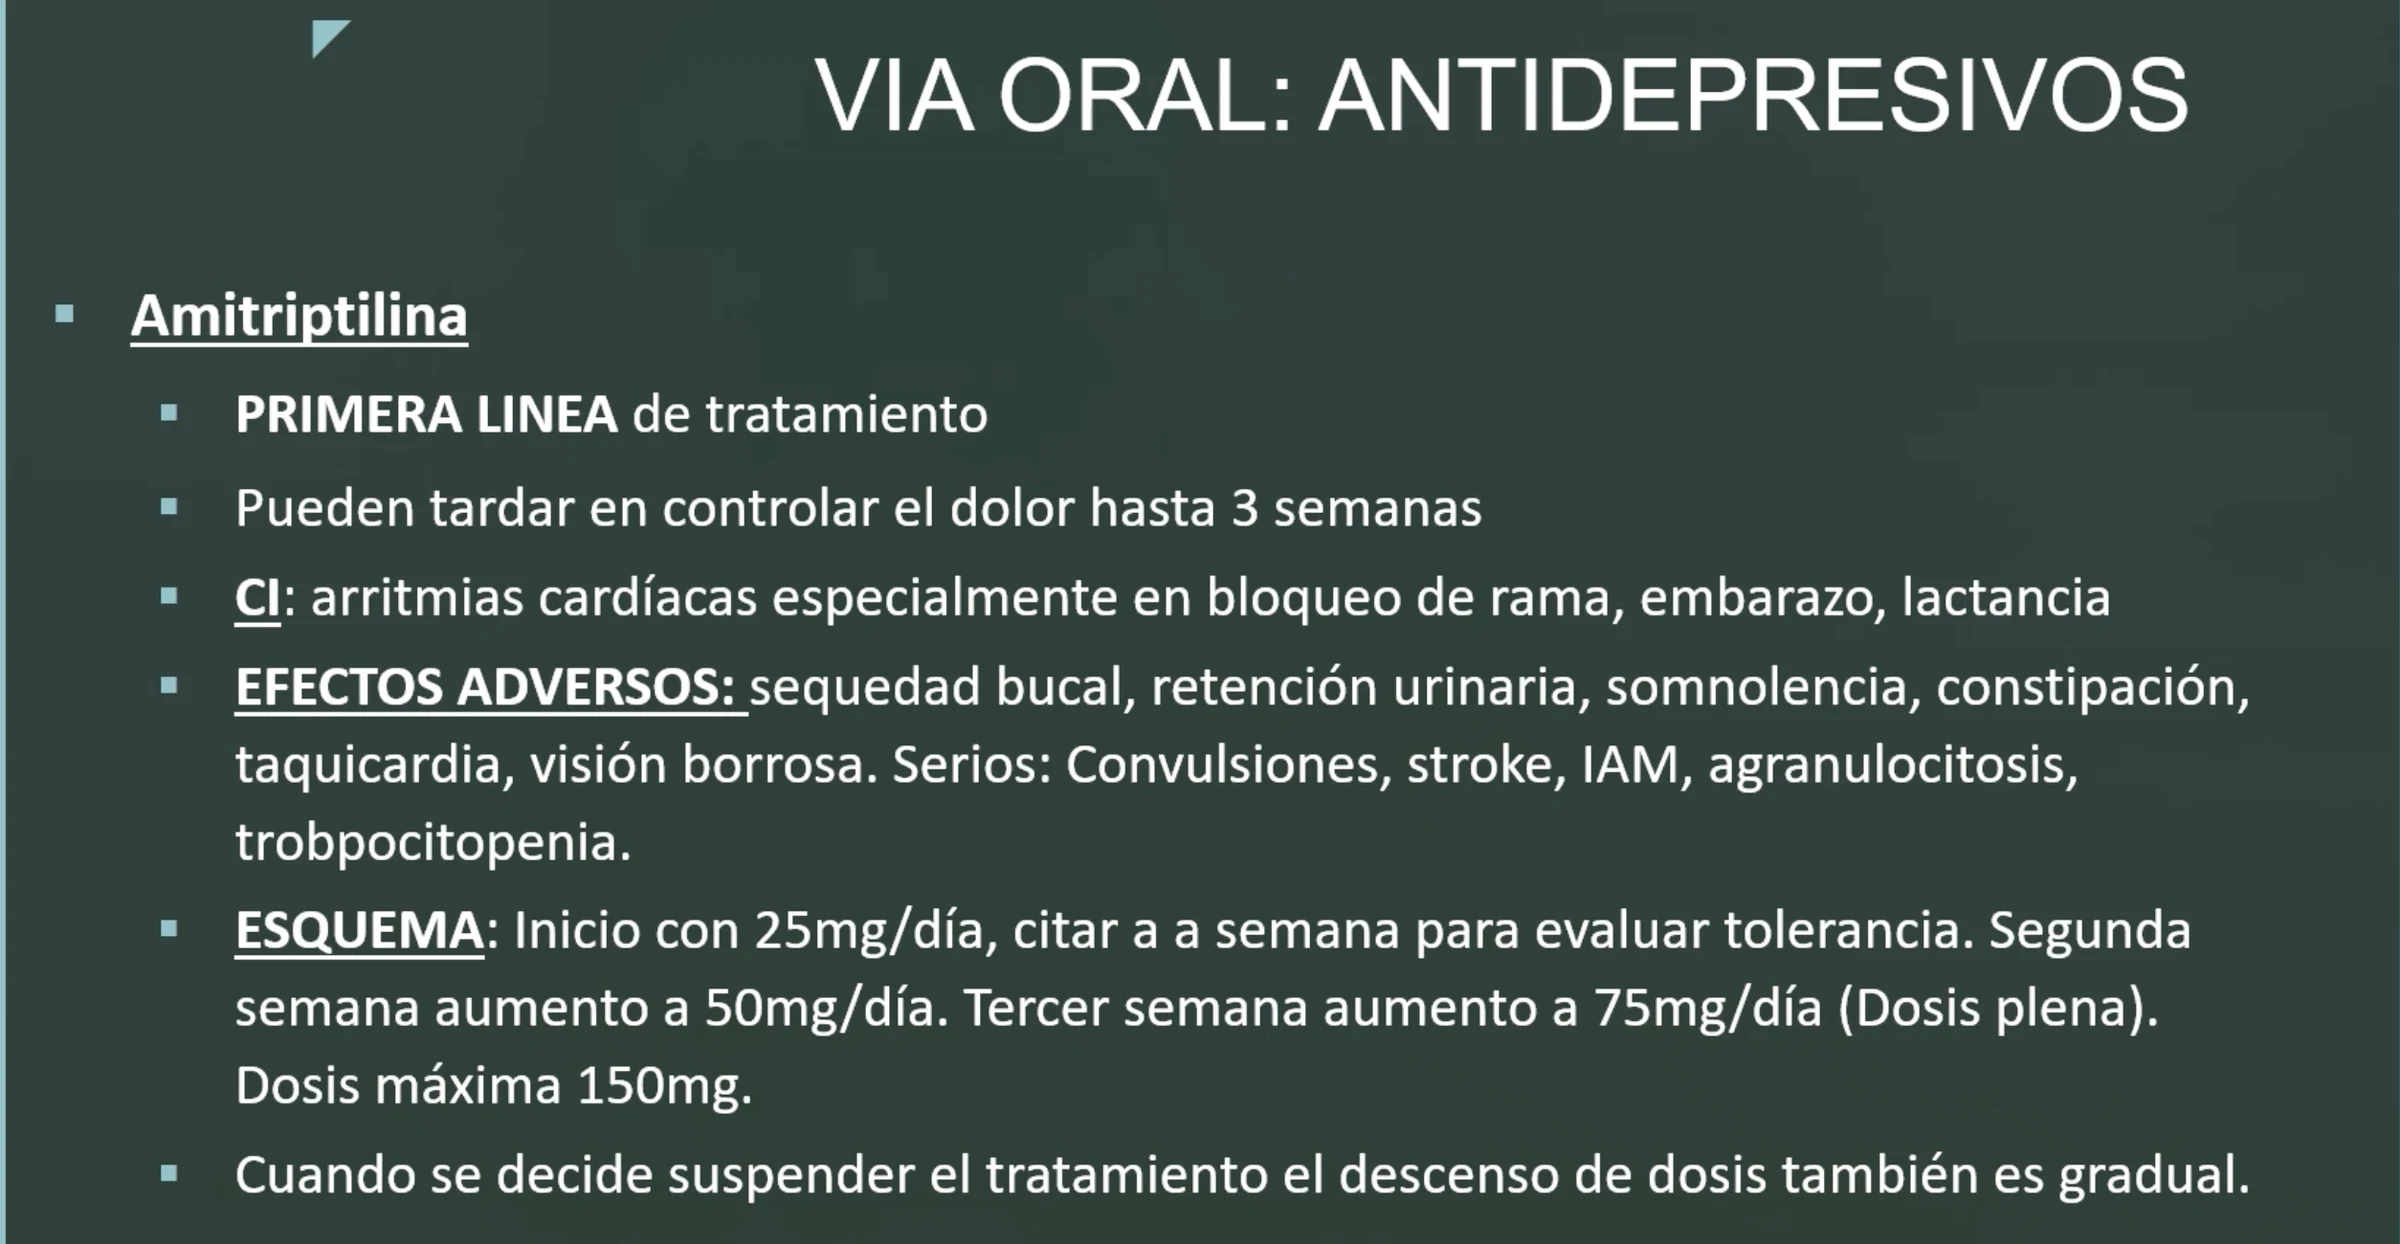 VIA ORAL: ANTIDEPRESIVOS
Amitriptilina
PRIMERA LINEA de tratamiento
Pueden tardar en controlar el dolor hasta 3 semanas
CI: arritmias cardíacas especialmente en bloqueo de rama, embarazo, lactancia
EFECTOS ADVERSOS: sequedad bucal, retención urinaria, somnolencia, constipación,
taquicardia, visión borrosa. Serios: Convulsiones, stroke, IAM, agranulocitosis,
trobpocitopenia.
ESQUEMA: Inicio con 25mg/día, citar a a semana para evaluar tolerancia. Segunda
semana aumento a 50mg/día. Tercer semana aumento a 75mg/día (Dosis plena).
Dosis máxima 150mg.
Cuando se decide suspender el tratamiento el descenso de dosis también es gradual.